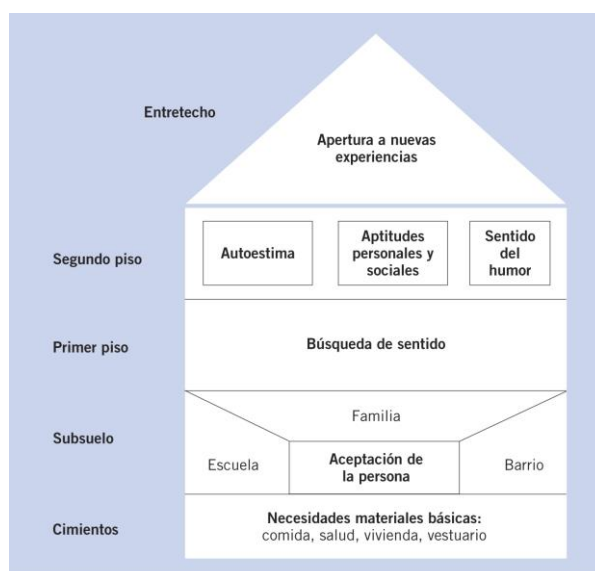 Entretecho
Apertura a nuevas
experiencias
Segundo piso
Autoestima
Aptitudes
personales y
sociales
Sentido
del
humor
Primer piso
Búsqueda de sentido
Subsuelo
Familia
Escuela
Aceptación de
la persona
Barrio
Cimientos
Necesidades materiales básicas:
comida, salud, vivienda, vestuario